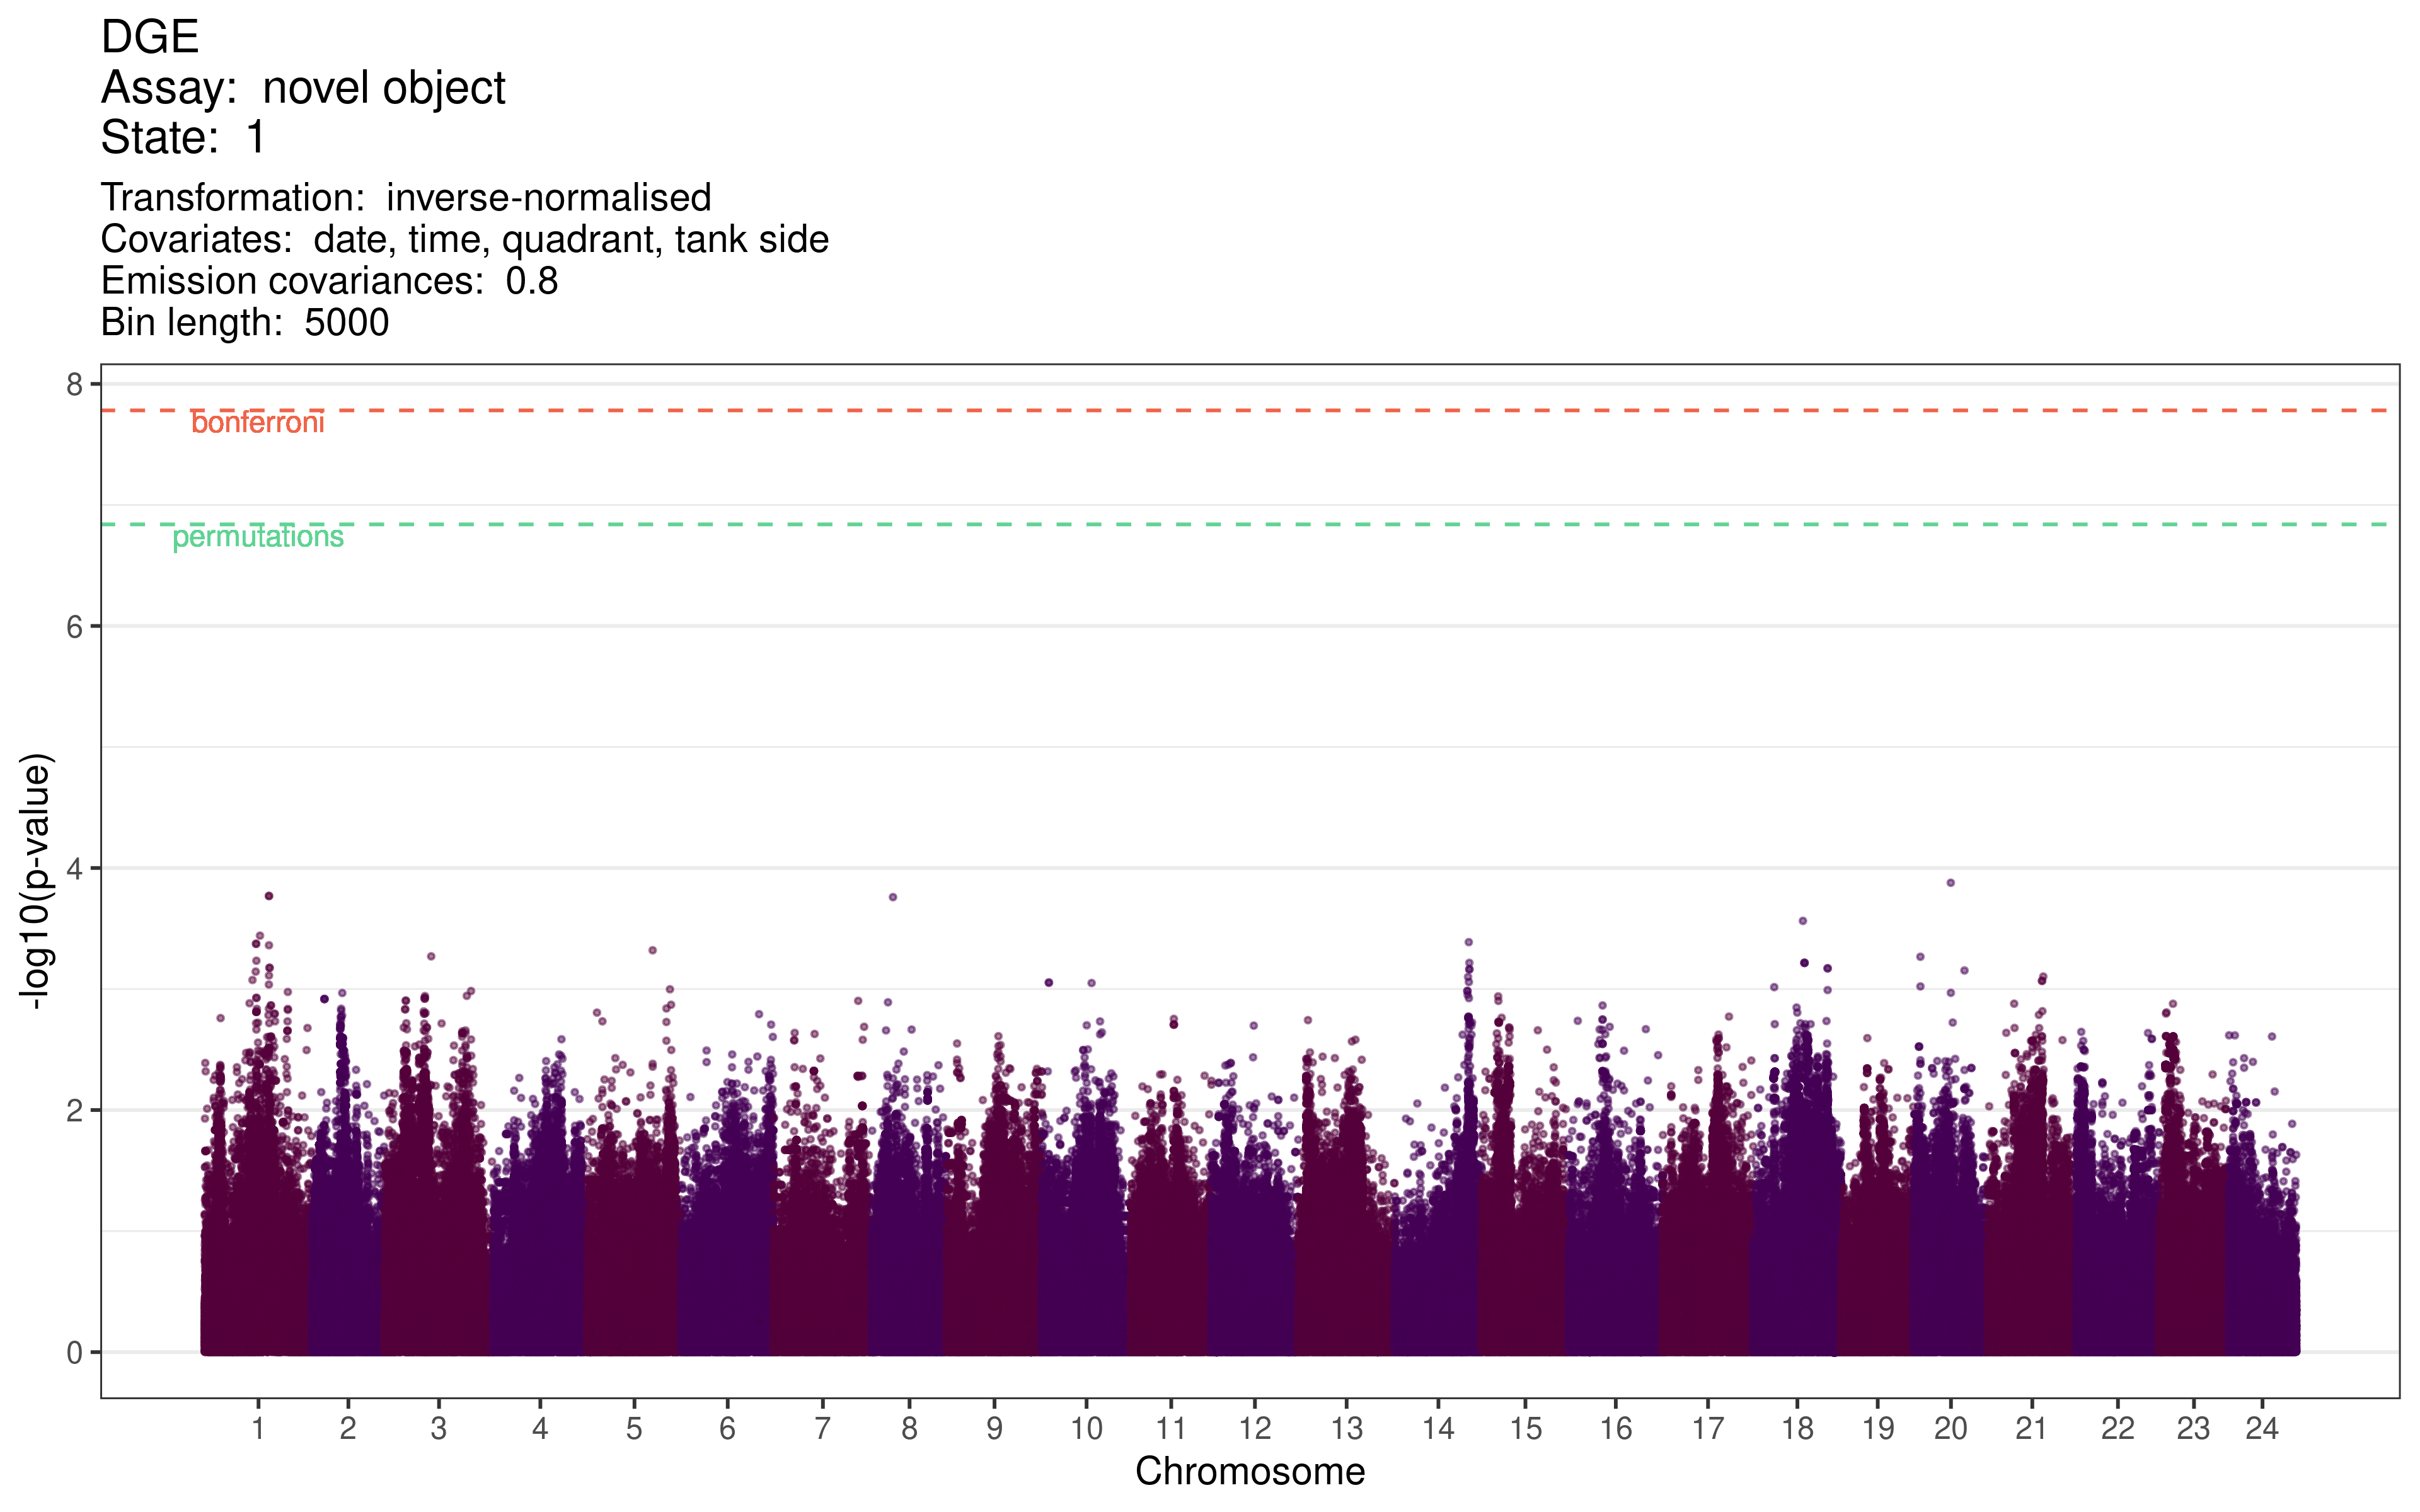 DGE
Assay:  novel object
State:  1
Transformation:  inverse-normalised
Covariates:  date, time, quadrant, tank side
Emission covariances:  0.8
Bin length:  5000
8
bonferroni
permutations
6
4
2
0
-log10(p-value)
1 2 3 4 5 6 7 8 9 10 11 12 13 14 15 16 17 18 19 20 21 22 23 24
Chromosome